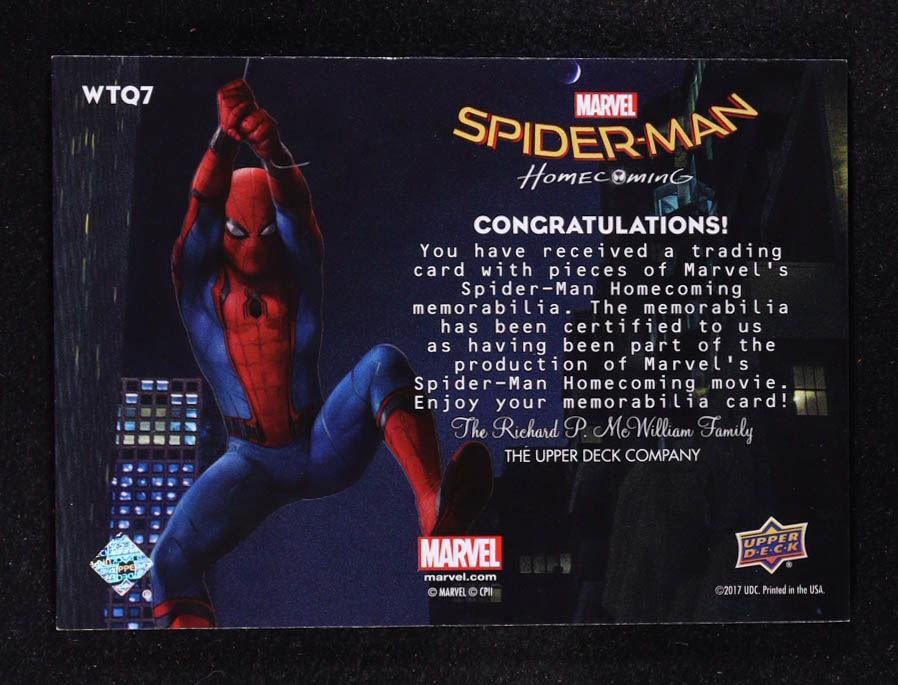 WTQ7
MARVEL
SPIDER-MAN
HOMECOMING
CONGRATULATIONS!
You have received a trading
card with pieces of Marvel's
Spider-Man Homecoming
memorabilia. The memorabilia
has been certified to us
as having been part of the
production of Marvel's
Spider-Man Homecoming movie.
Enjoy your memorabilia card!
The Richard P. McWilliam Family
THE UPPER DECK COMPANY
MARVEL
marvel.com
© MARVEL © CPII
UPPER
D·E·C·K
®
©2017 UDC. Printed in the USA.